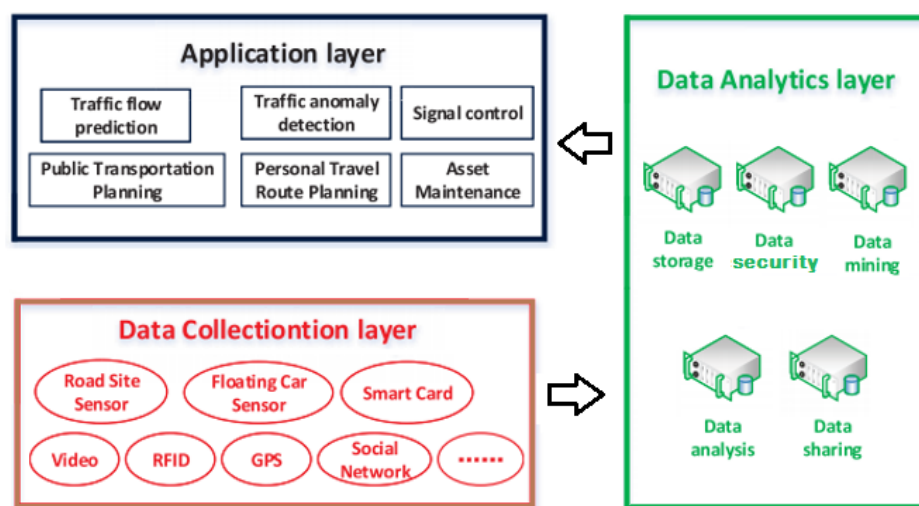 Application layer
Traffic flow
prediction
Traffic anomaly
detection
Signal control
Public Transportation
Planning
Personal Travel
Route Planning
Asset
Maintenance
Data Collectiontion layer
Road Site
Sensor
Floating Car
Sensor
Smart Card
Video
RFID
GPS
Social
Network
......
Data Analytics layer
Data
storage
Data
security
Data
mining
Data
analysis
Data
sharing